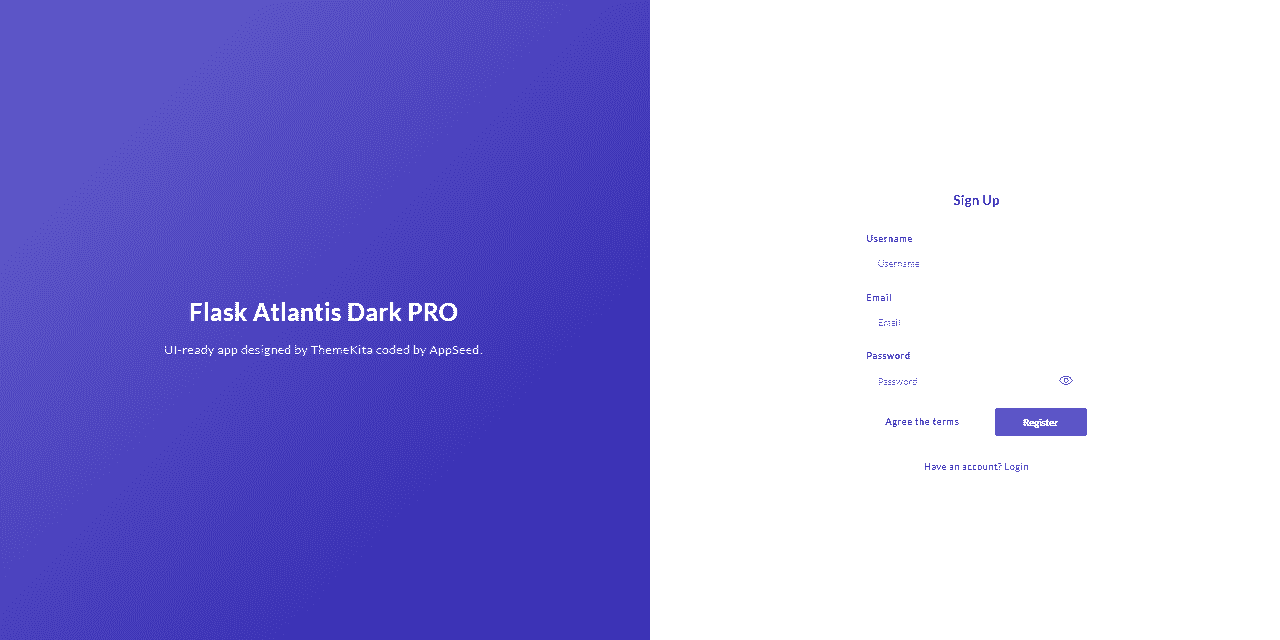 Flask Atlantis Dark PRO
UI-ready app designed by ThemeKita coded by AppSeed.
Sign Up
Username
Username
Email
Email
Password
Password
Agree the terms
Register
Have an account? Login